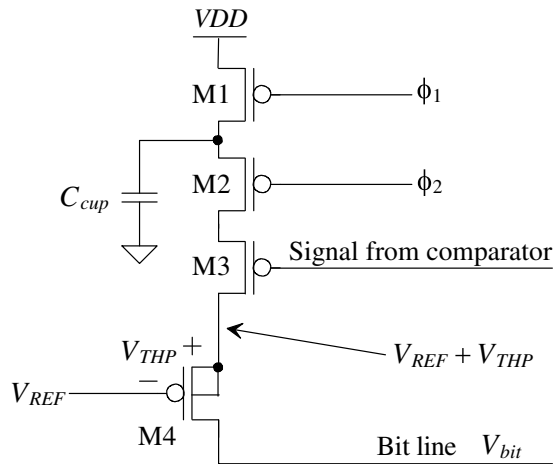 VDD
M1
ϕ1
M2
ϕ2
Ccup
Signal from comparator
M3
VTHP +
VREF + VTHP
−
VREF
M4
Bit line Vbit